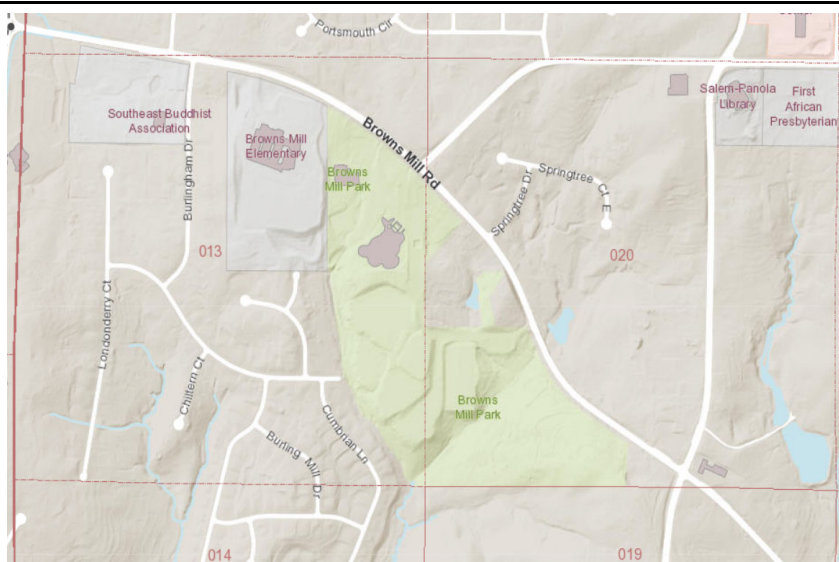 Portsmouth Cir
Southeast Buddhist
Association
Burlingham Dr
Browns Mill
Elementary
Browns
Mill Park
Browns Mill Rd
Springtree Ct E
Springtree Dr
Salem-Panola
Library
First
African
Presbyterian
013
020
Londonderry Ct
Chiltern Ct
Cumbrian Ln
Burling Mill Dr
Browns
Mill Park
014
019